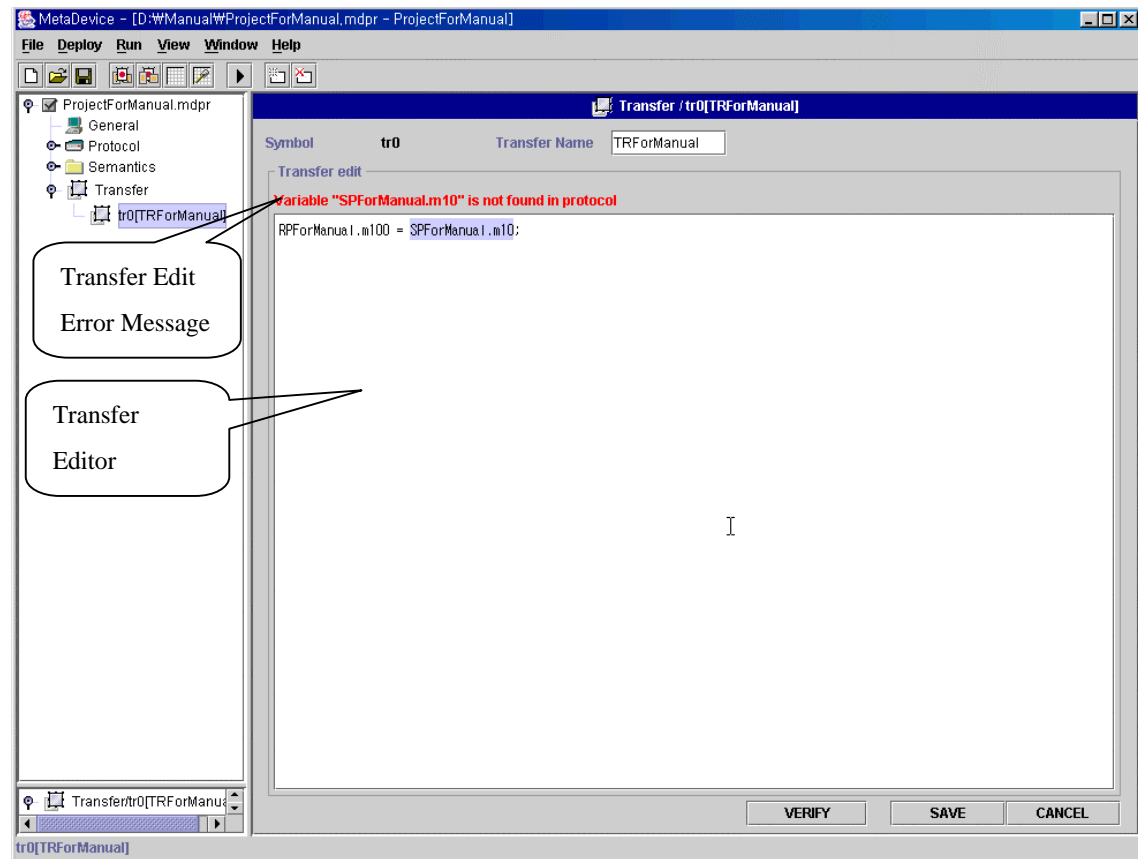 MetaDevice - [D:₩Manual₩ProjectForManual,mdpr - ProjectForManual]
File Deploy Run View Window Help
ProjectForManual.mdpr
General
Protocol
Semantics
Transfer
tr0[TRForManual]
Transfer / tr0[TRForManual]
Symbol tr0 Transfer Name TRForManual
Transfer edit
Variable "SPForManual.m10" is not found in protocol
RPForManual.m100 = SPForManual.m10;
Transfer Edit
Error Message
Transfer
Editor
Transfer/tr0[TRForManua
VERIFY SAVE CANCEL
tr0[TRForManual]